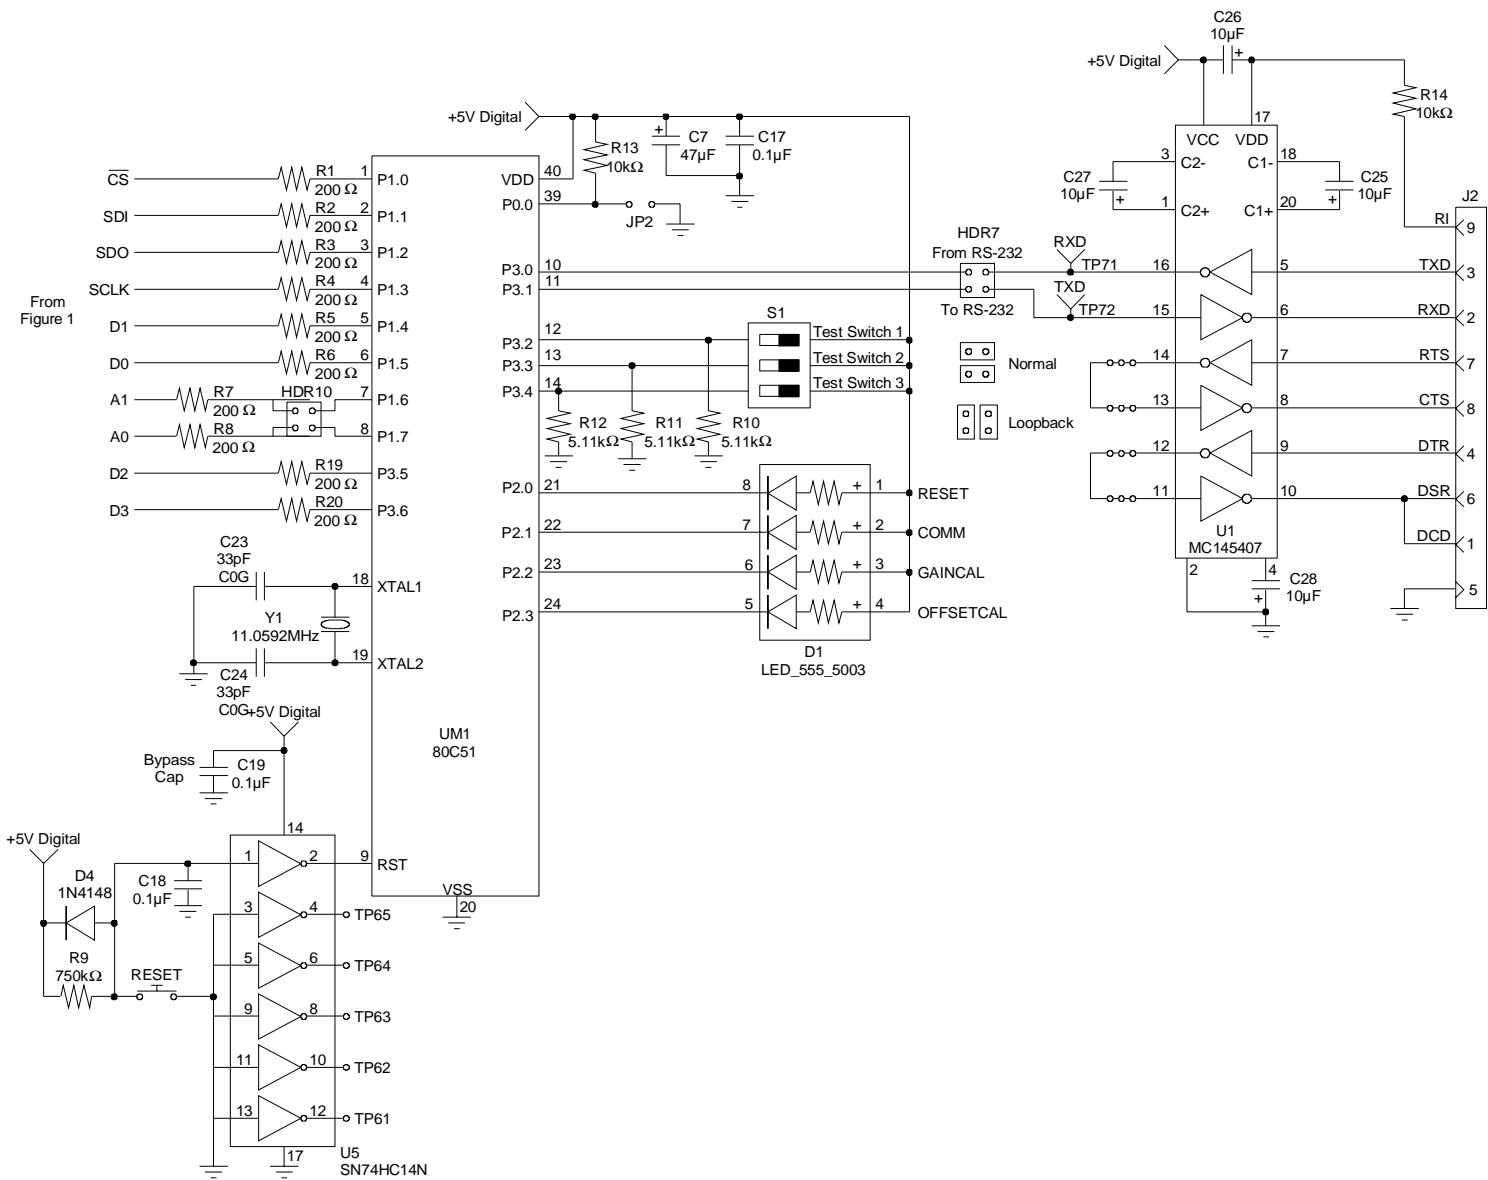 C26
10µF
+5V Digital
R14
10kΩ
17
VCC VDD
+5V Digital
R13
10kΩ
C7
47µF
C17
0.1µF
3 C2- C1- 18
C27
10µF
C25
10µF
1 C2+ C1+ 20
J2
CS R1 1 P1.0
200 Ω
VDD 40
39
P0.0
JP2
SDI R2 2 P1.1
200 Ω
RI 9
SDO R3 3 P1.2
200 Ω
HDR7
From RS-232
RXD
TP71
P3.0 10
P3.1 11
16 5 TXD 3
SCLK R4 4 P1.3
200 Ω
TXD
TP72
To RS-232
15 6 RXD 2
From
Figure 1
D1 R5 5 P1.4
200 Ω
S1
12
P3.2
Test Switch 1
13
P3.3
Test Switch 2
14
P3.4
Test Switch 3
Normal
14 7 RTS 7
D0 R6 6 P1.5
200 Ω
A1 R7 HDR10 7 P1.6
200 Ω
13 8 CTS 8
R12
5.11kΩ
R11
5.11kΩ
R10
5.11kΩ
Loopback
A0 R8 8 P1.7
200 Ω
12 9 DTR 4
D2 R19 P3.5
200 Ω
P2.0 21 8 + 1 RESET
11 10 DSR 6
D3 R20 P3.6
200 Ω
P2.1 22 7 + 2 COMM
U1
MC145407
DCD 1
C23
33pF
C0G
P2.2 23 6 + 3 GAINCAL
2 4
C28
10µF
5
18 XTAL1
Y1
11.0592MHz
P2.3 24 5 + 4 OFFSETCAL
19 XTAL2
D1
LED_555_5003
C24
33pF
C0G
+5V Digital
UM1
80C51
Bypass
Cap
C19
0.1µF
14
+5V Digital
1 2 9 RST
D4
1N4148
C18
0.1µF
VSS
20
3 4 TP65
R9
750kΩ
RESET
5 6 TP64
9 8 TP63
11 10 TP62
13 12 TP61
17
U5
SN74HC14N
+
+
+
+
+